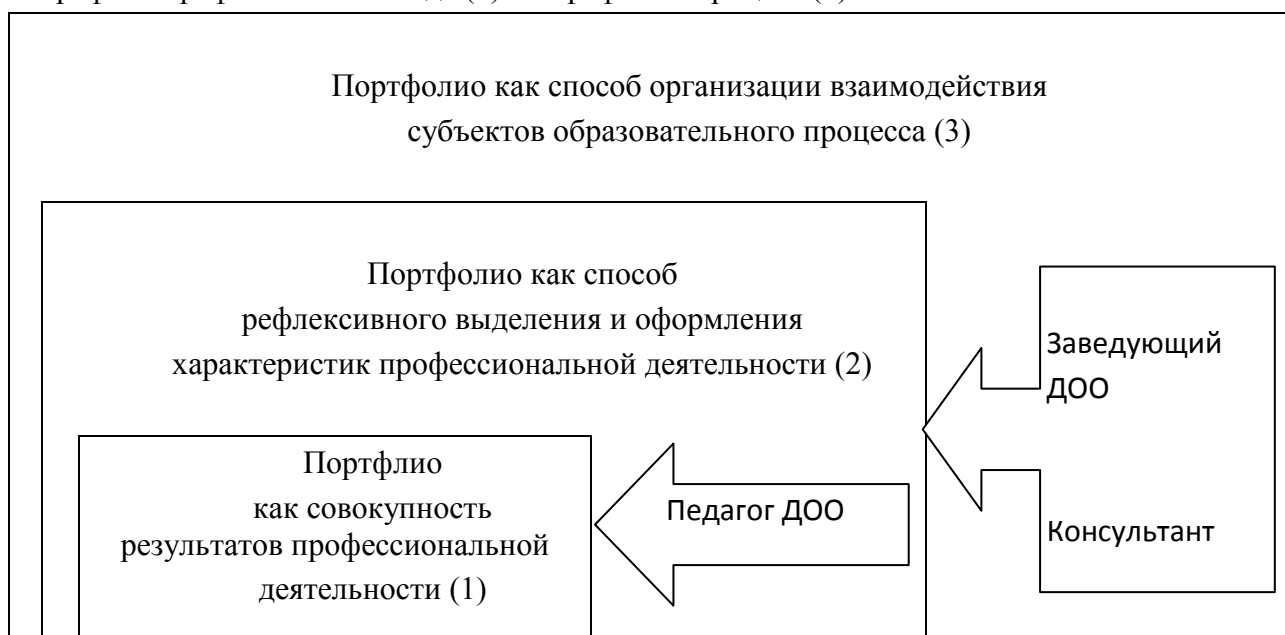 Портфолио как способ организации взаимодействия
субъектов образовательного процесса (3)
Портфолио как способ
рефлексивного выделения и оформления
характеристик профессиональной деятельности (2)
Заведующий
ДОО
Консультант
Портфлио
как совокупность
результатов профессиональной
деятельности (1)
Педагог ДОО